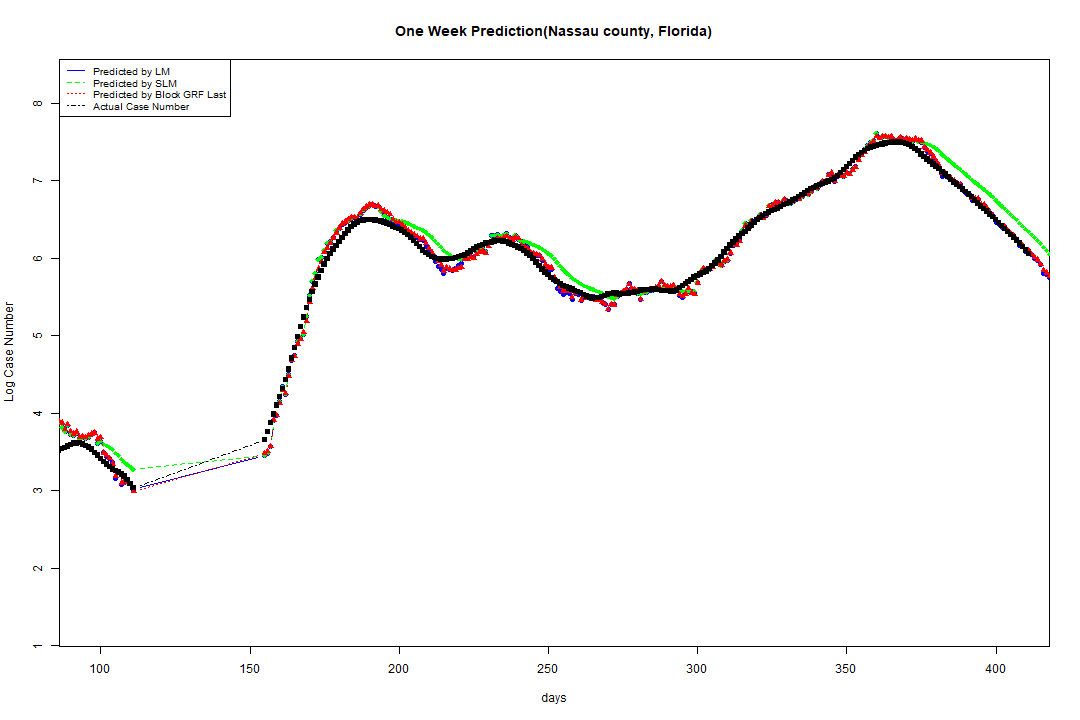 One Week Prediction(Nassau county, Florida)
Predicted by LM
Predicted by SLM
Predicted by Block GRF Last
Actual Case Number
8
7
6
5
4
3
2
1
Log Case Number
100 150 200 250 300 350 400
days